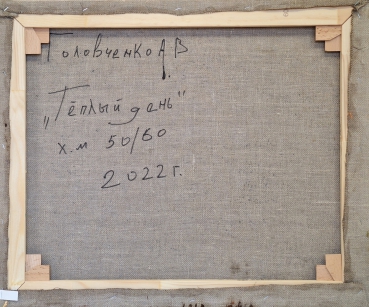 Головченко А.В
„Тёплый день"
х.м 50/60
2022г.